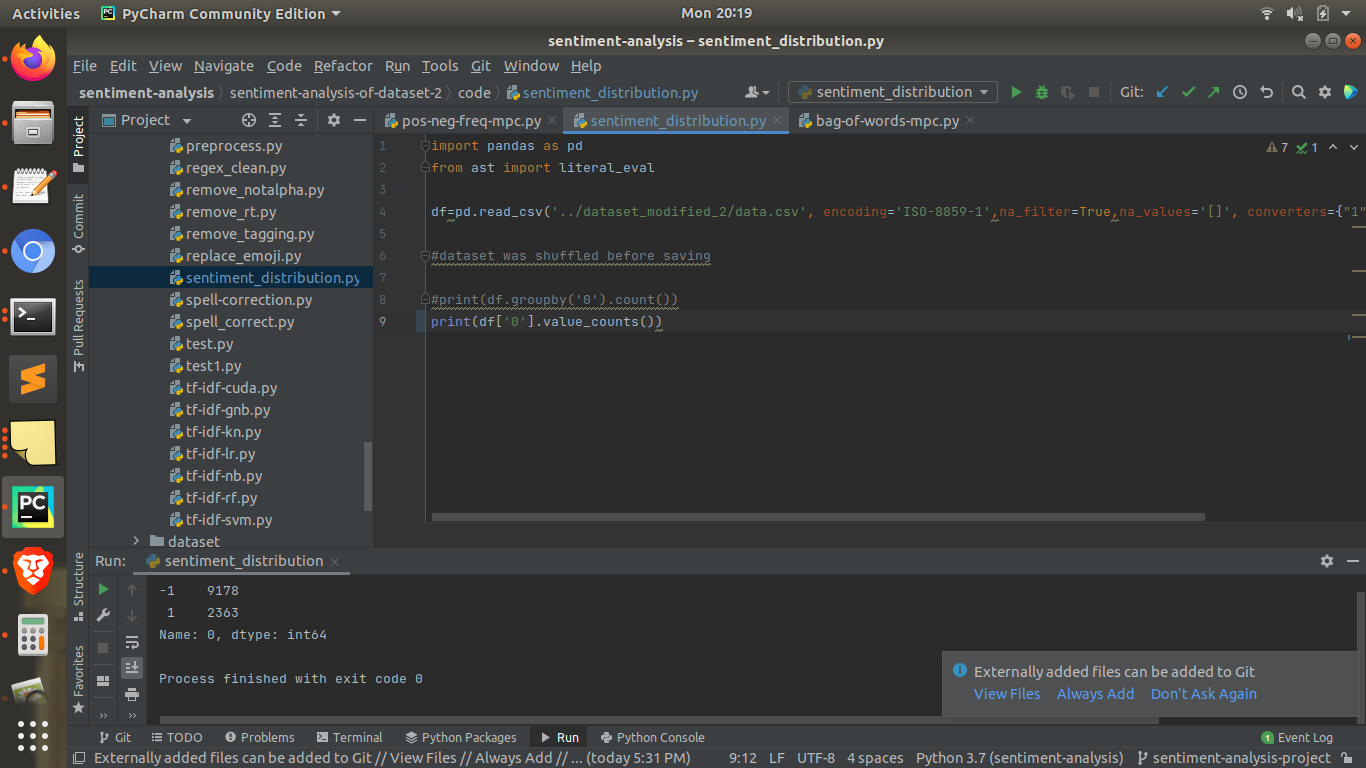 Activities PyCharm Community Edition Mon 20:19
sentiment-analysis – sentiment_distribution.py
File Edit View Navigate Code Refactor Run Tools Git Window Help
sentiment-analysis sentiment-analysis-of-dataset-2 code sentiment_distribution.py sentiment_distribution Git:
Project pos-neg-freq-mpc.py sentiment_distribution.py bag-of-words-mpc.py
Project
Commit
Pull Requests
Structure
Favorites
preprocess.py
regex_clean.py
remove_notalpha.py
remove_rt.py
remove_tagging.py
replace_emoji.py
sentiment_distribution.py
spell-correction.py
spell_correct.py
test.py
test1.py
tf-idf-cuda.py
tf-idf-gnb.py
tf-idf-kn.py
tf-idf-lr.py
tf-idf-nb.py
tf-idf-rf.py
tf-idf-svm.py
dataset
1 import pandas as pd
2 from ast import literal_eval
3
4 df=pd.read_csv('../dataset_modified_2/data.csv', encoding='ISO-8859-1',na_filter=True,na_values='[]', converters={"1"
5
6 #dataset was shuffled before saving
7
8 #print(df.groupby('0').count())
9 print(df['0'].value_counts())
7 1
PC
Run: sentiment_distribution
-1 9178
1 2363
Name: 0, dtype: int64
Process finished with exit code 0
Externally added files can be added to Git
View Files Always Add Don't Ask Again
Git TODO Problems Terminal Python Packages Run Python Console 1 Event Log
Externally added files can be added to Git // View Files // Always Add // ... (today 5:31 PM) 9:12 LF UTF-8 4 spaces Python 3.7 (sentiment-analysis) sentiment-analysis-project